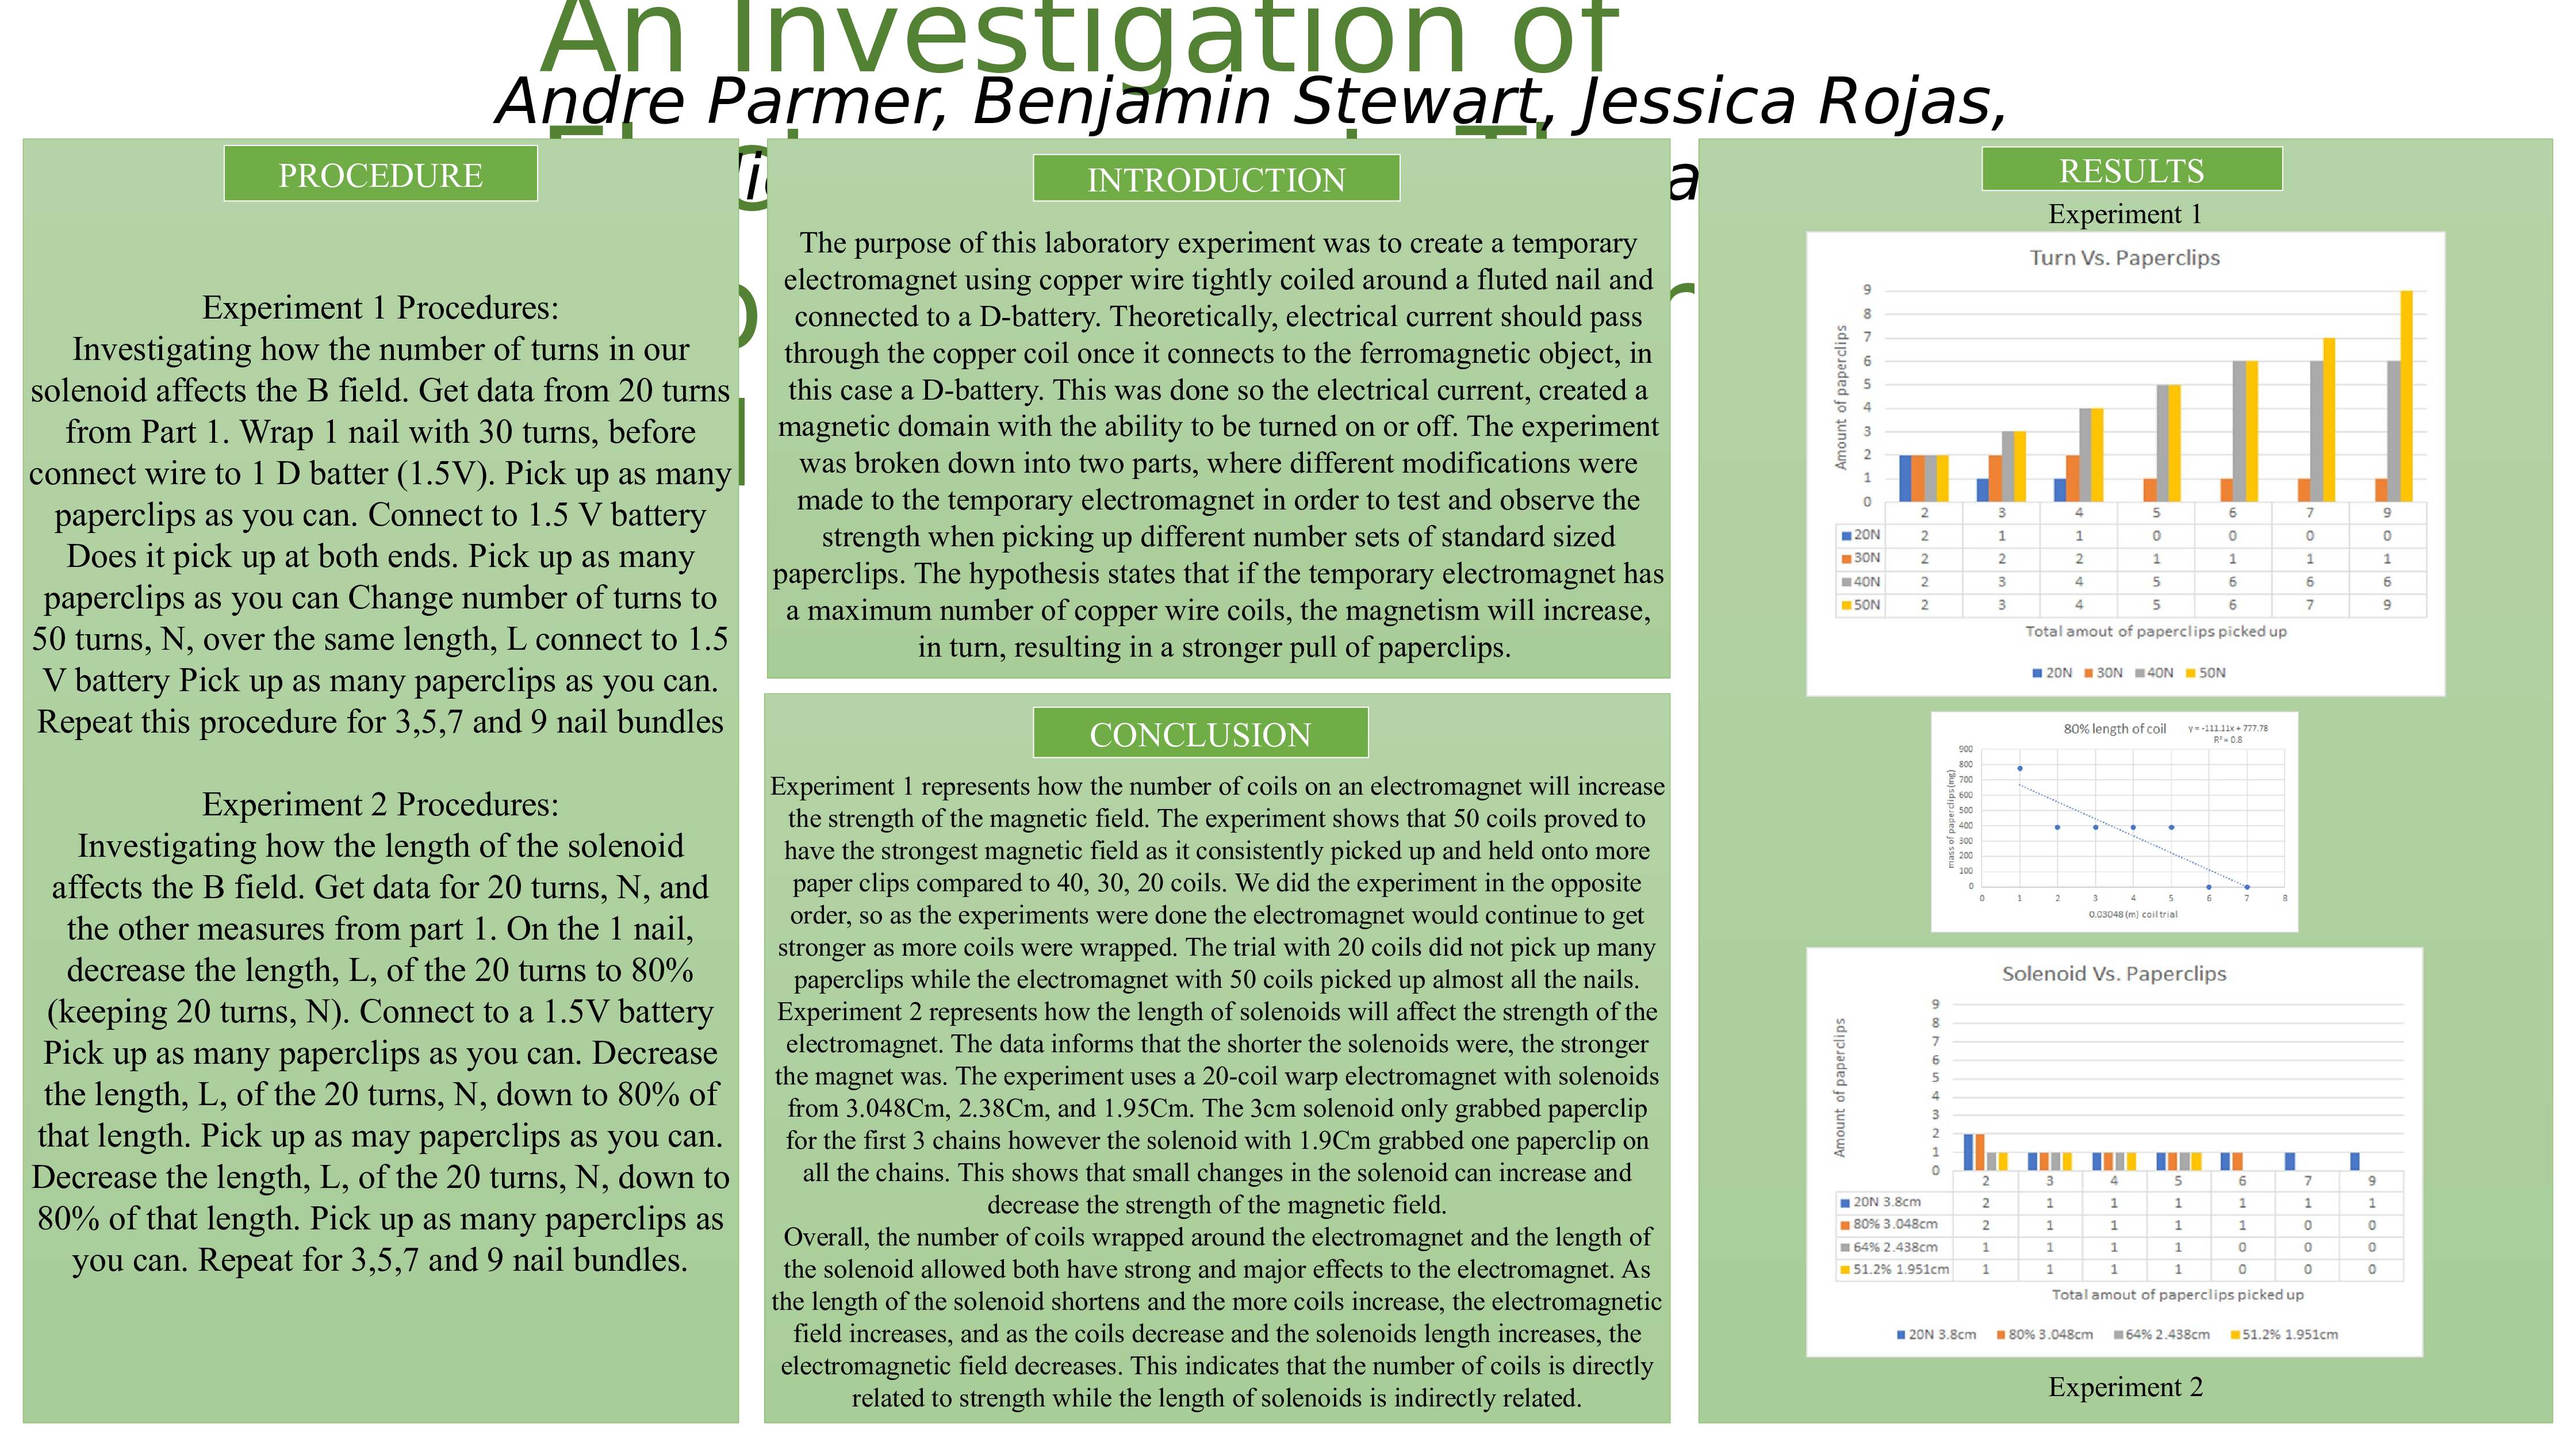 An Investigation of
Andre Parmer, Benjamin Stewart, Jessica Rojas,
PROCEDURE
Experiment 1 Procedures:
Investigating how the number of turns in our
solenoid affects the B field. Get data from 20 turns
from Part 1. Wrap 1 nail with 30 turns, before
connect wire to 1 D batter (1.5V). Pick up as many
paperclips as you can. Connect to 1.5 V battery
Does it pick up at both ends. Pick up as many
paperclips as you can Change number of turns to
50 turns, N, over the same length, L connect to 1.5
V battery Pick up as many paperclips as you can.
Repeat this procedure for 3,5,7 and 9 nail bundles
Experiment 2 Procedures:
Investigating how the length of the solenoid
affects the B field. Get data for 20 turns, N, and
the other measures from part 1. On the 1 nail,
decrease the length, L, of the 20 turns to 80%
(keeping 20 turns, N). Connect to a 1.5V battery
Pick up as many paperclips as you can. Decrease
the length, L, of the 20 turns, N, down to 80% of
that length. Pick up as may paperclips as you can.
Decrease the length, L, of the 20 turns, N, down to
80% of that length. Pick up as many paperclips as
you can. Repeat for 3,5,7 and 9 nail bundles.
INTRODUCTION
The purpose of this laboratory experiment was to create a temporary
electromagnet using copper wire tightly coiled around a fluted nail and
connected to a D-battery. Theoretically, electrical current should pass
through the copper coil once it connects to the ferromagnetic object, in
this case a D-battery. This was done so the electrical current, created a
magnetic domain with the ability to be turned on or off. The experiment
was broken down into two parts, where different modifications were
made to the temporary electromagnet in order to test and observe the
strength when picking up different number sets of standard sized
paperclips. The hypothesis states that if the temporary electromagnet has
a maximum number of copper wire coils, the magnetism will increase,
in turn, resulting in a stronger pull of paperclips.
CONCLUSION
Experiment 1 represents how the number of coils on an electromagnet will increase
the strength of the magnetic field. The experiment shows that 50 coils proved to
have the strongest magnetic field as it consistently picked up and held onto more
paper clips compared to 40, 30, 20 coils. We did the experiment in the opposite
order, so as the experiments were done the electromagnet would continue to get
stronger as more coils were wrapped. The trial with 20 coils did not pick up many
paperclips while the electromagnet with 50 coils picked up almost all the nails.
Experiment 2 represents how the length of solenoids will affect the strength of the
electromagnet. The data informs that the shorter the solenoids were, the stronger
the magnet was. The experiment uses a 20-coil warp electromagnet with solenoids
from 3.048Cm, 2.38Cm, and 1.95Cm. The 3cm solenoid only grabbed paperclip
for the first 3 chains however the solenoid with 1.9Cm grabbed one paperclip on
all the chains. This shows that small changes in the solenoid can increase and
decrease the strength of the magnetic field.
Overall, the number of coils wrapped around the electromagnet and the length of
the solenoid allowed both have strong and major effects to the electromagnet. As
the length of the solenoid shortens and the more coils increase, the electromagnetic
field increases, and as the coils decrease and the solenoids length increases, the
electromagnetic field decreases. This indicates that the number of coils is directly
related to strength while the length of solenoids is indirectly related.
RESULTS
Experiment 1
Turn Vs. Paperclips
Amount of paperclips
9
8
7
6
5
4
3
2
1
0
2 3 4 5 6 7 9
20N 2 1 1 0 0 0 0
30N 2 2 2 1 1 1 1
40N 2 3 4 5 6 6 6
50N 2 3 4 5 6 7 9
Total amout of paperclips picked up
20N 30N 40N 50N
80% length of coil
y = -111.11x + 777.78
R² = 0.8
mass of paperclips (mg)
900
800
700
600
500
400
300
200
100
0
0 1 2 3 4 5 6 7 8
0.03048 (m) coil trial
Solenoid Vs. Paperclips
Amount of paperclips
9
8
7
6
5
4
3
2
1
0
2 3 4 5 6 7 9
20N 3.8cm 2 1 1 1 1 1 1
80% 3.048cm 2 1 1 1 1 0 0
64% 2.438cm 1 1 1 1 0 0 0
51.2% 1.951cm 1 1 1 1 0 0 0
Total amout of paperclips picked up
20N 3.8cm 80% 3.048cm 64% 2.438cm 51.2% 1.951cm
Experiment 2